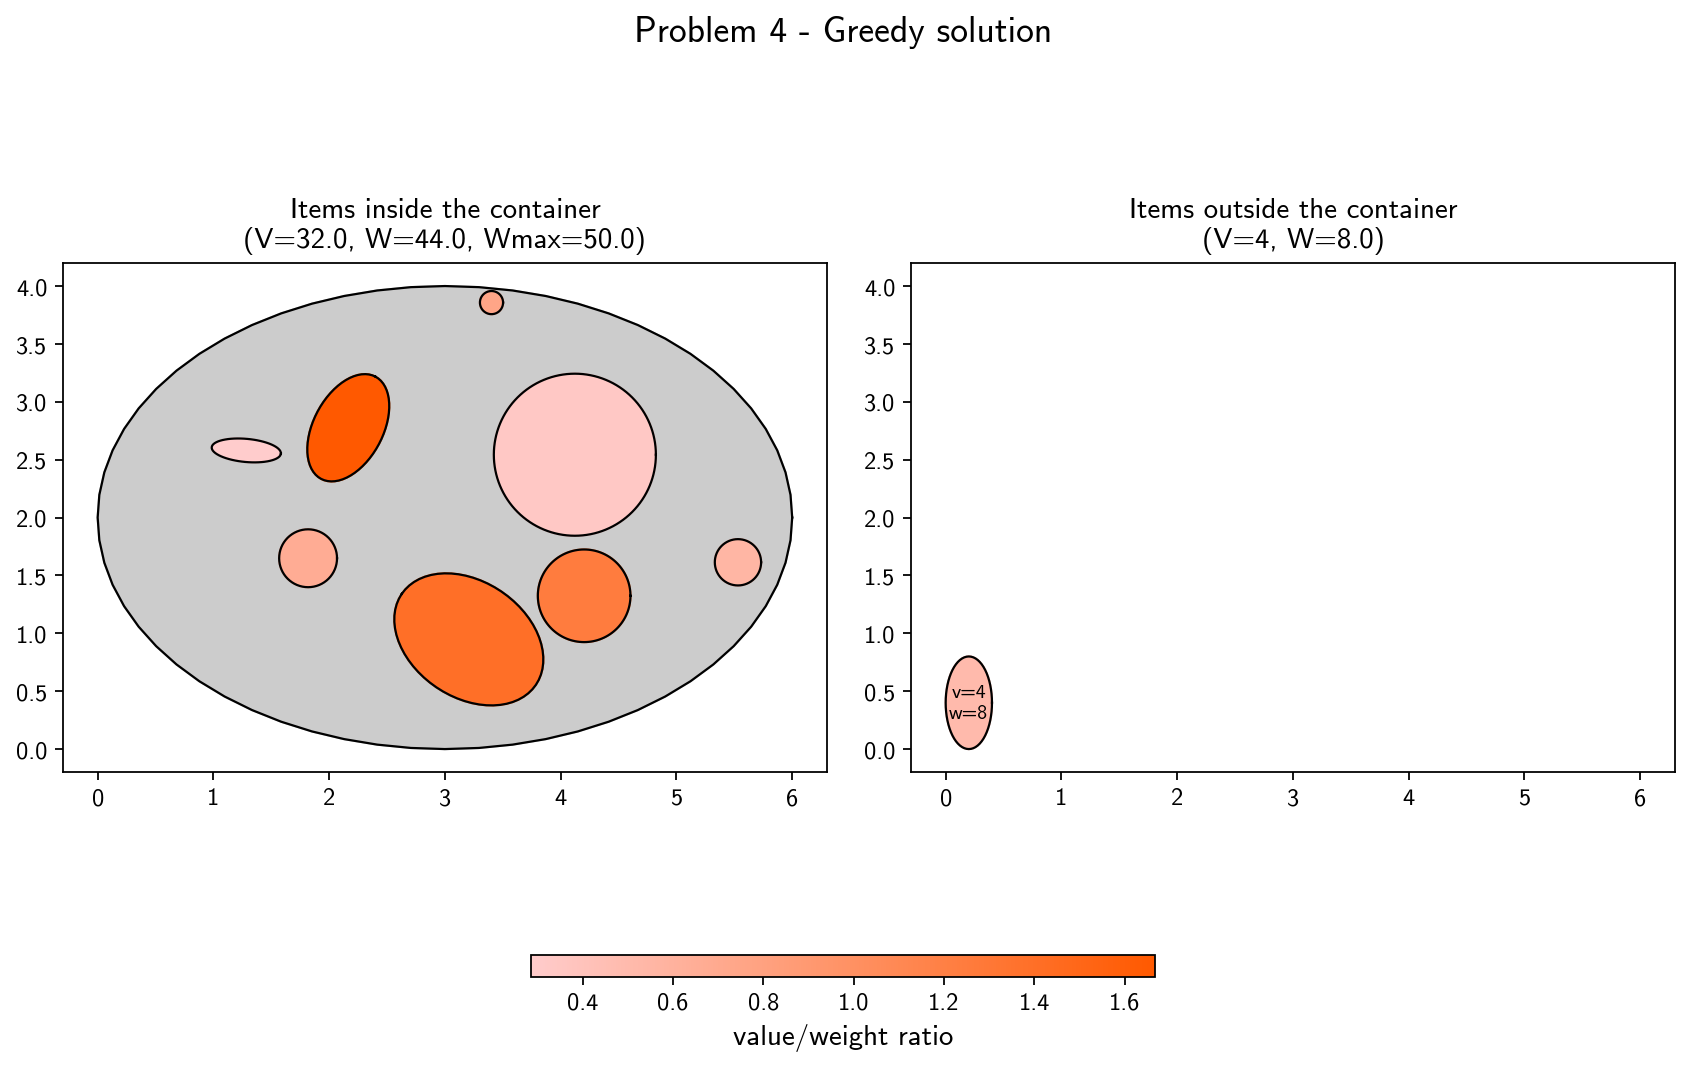 Problem 4 - Greedy solution
Items inside the container
(V=32.0, W=44.0, Wmax=50.0)
4.0
3.5
3.0
2.5
2.0
1.5
1.0
0.5
0.0
0 1 2 3 4 5 6
Items outside the container
(V=4, W=8.0)
4.0
3.5
3.0
2.5
2.0
1.5
1.0
0.5
0.0
v=4
w=8
0 1 2 3 4 5 6
0.4 0.6 0.8 1.0 1.2 1.4 1.6
value/weight ratio